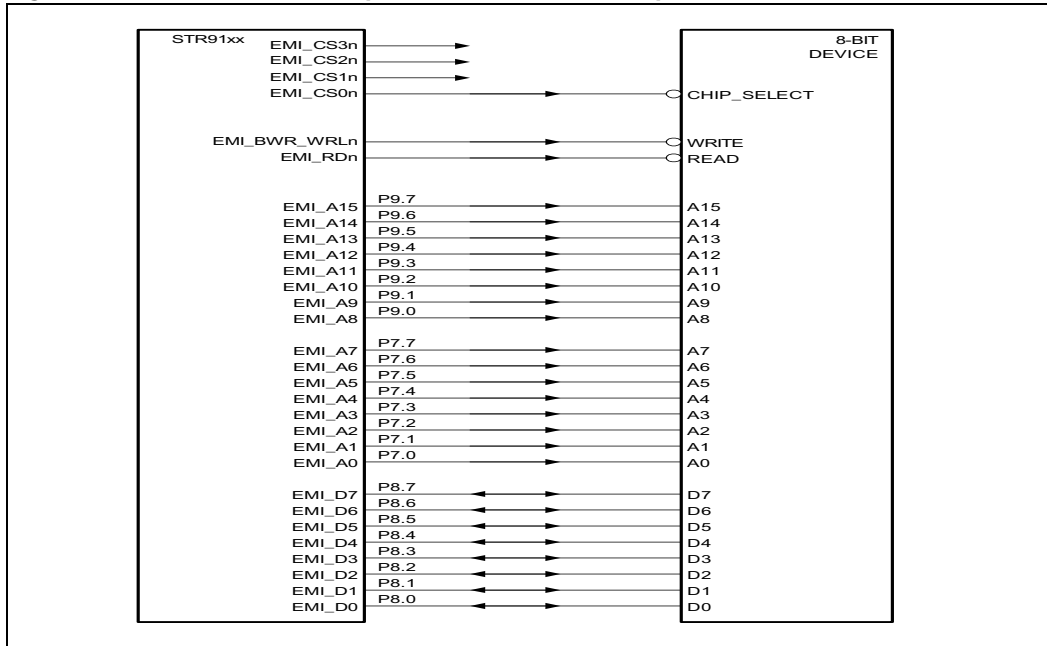 STR91xx
8-BIT
DEVICE
EMI_CS3n
EMI_CS2n
EMI_CS1n
EMI_CS0n CHIP_SELECT
EMI_BWR_WRLn WRITE
EMI_RDn READ
EMI_A15 P9.7 A15
EMI_A14 P9.6 A14
EMI_A13 P9.5 A13
EMI_A12 P9.4 A12
EMI_A11 P9.3 A11
EMI_A10 P9.2 A10
EMI_A9 P9.1 A9
EMI_A8 P9.0 A8
EMI_A7 P7.7 A7
EMI_A6 P7.6 A6
EMI_A5 P7.5 A5
EMI_A4 P7.4 A4
EMI_A3 P7.3 A3
EMI_A2 P7.2 A2
EMI_A1 P7.1 A1
EMI_A0 P7.0 A0
EMI_D7 P8.7 D7
EMI_D6 P8.6 D6
EMI_D5 P8.5 D5
EMI_D4 P8.4 D4
EMI_D3 P8.3 D3
EMI_D2 P8.2 D2
EMI_D1 P8.1 D1
EMI_D0 P8.0 D0